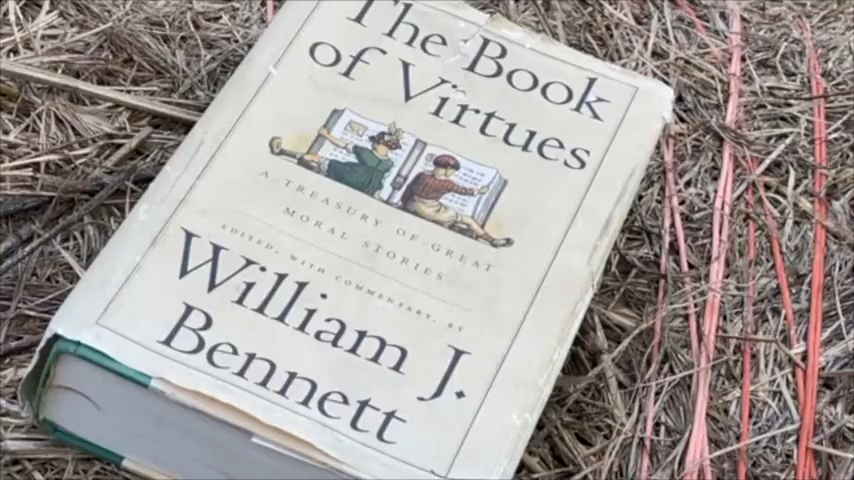 The Book
of Virtues
A TREASURY OF GREAT
MORAL STORIES
EDITED, WITH COMMENTARY, BY
William J.
Bennett